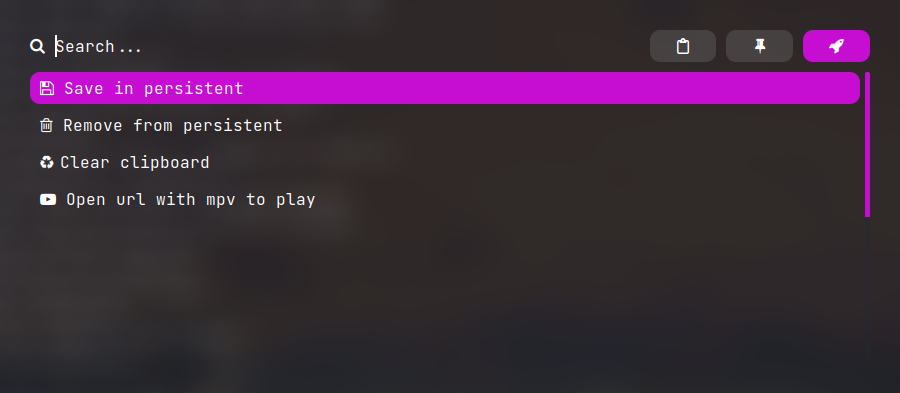 Search...
Save in persistent
Remove from persistent
Clear clipboard
Open url with mpv to play